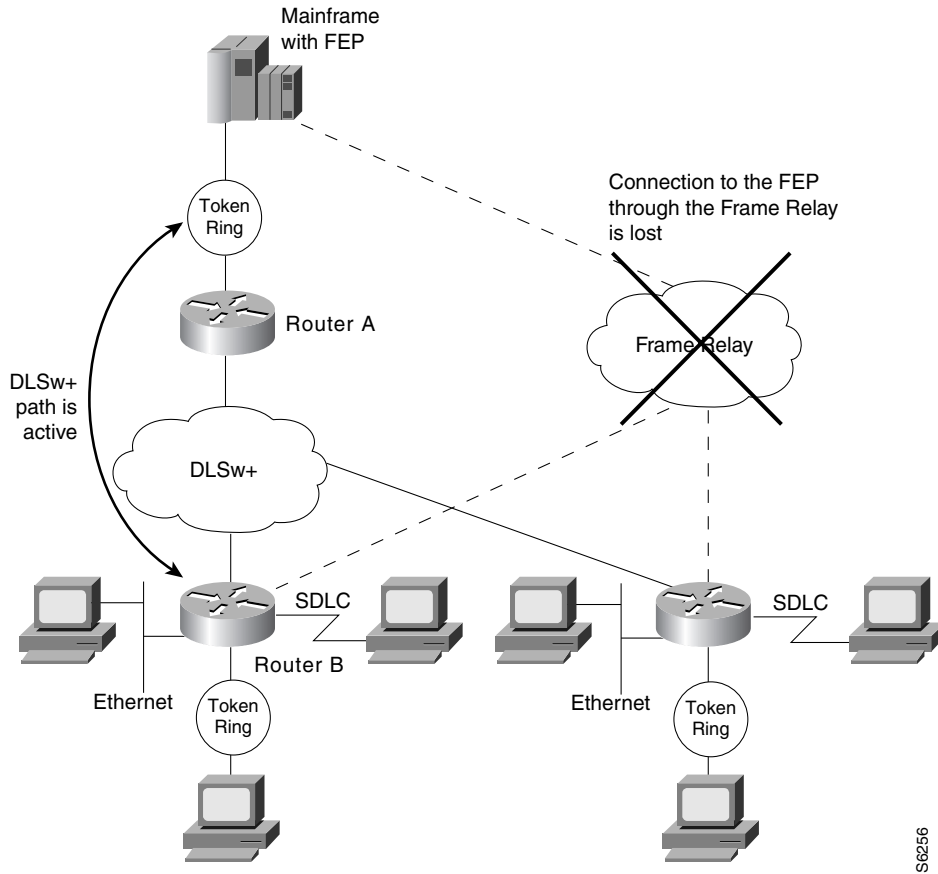 Mainframe
with FEP
Connection to the FEP
through the Frame Relay
is lost
Token
Ring
Router A
Frame Relay
DLSw+
path is
active
DLSw+
SDLC
SDLC
Router B
Ethernet
Ethernet
Token
Ring
Token
Ring
S6256